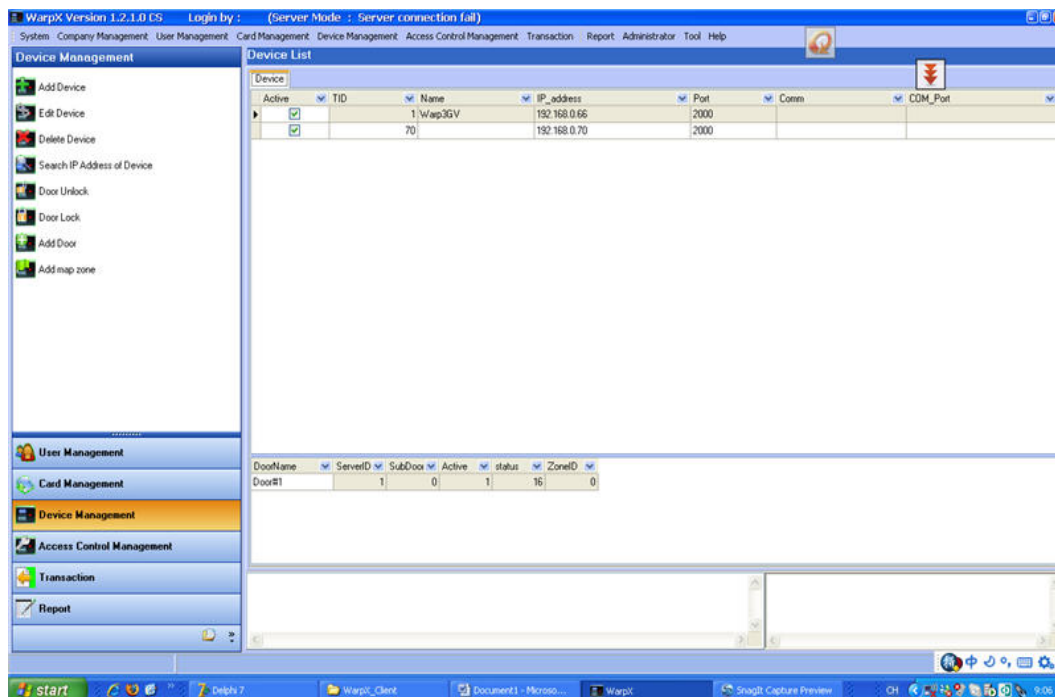 WarpX Version 1.2.1.0 CS Login by : (Server Mode : Server connection fail)
System Company Management User Management Card Management Device Management Access Control Management Transaction Report Administrator Tool Help
Device Management
Device List
Device
Active TID Name IP_address Port Comm COM_Port
1 Warp3GV 192.168.0.66 2000
70 192.168.0.70 2000
Add Device
Edit Device
Delete Device
Search IP Address of Device
Door Unlock
Door Lock
Add Door
Add map zone
User Management
Card Management
Device Management
Access Control Management
Transaction
Report
DoorName ServerID SubDoor Active status ZoneID
Door#1 1 0 1 16 0
中
start Delphi 7 WarpX_Client Document1 - Microso... WarpX SnagIt Capture Preview CH 9:00